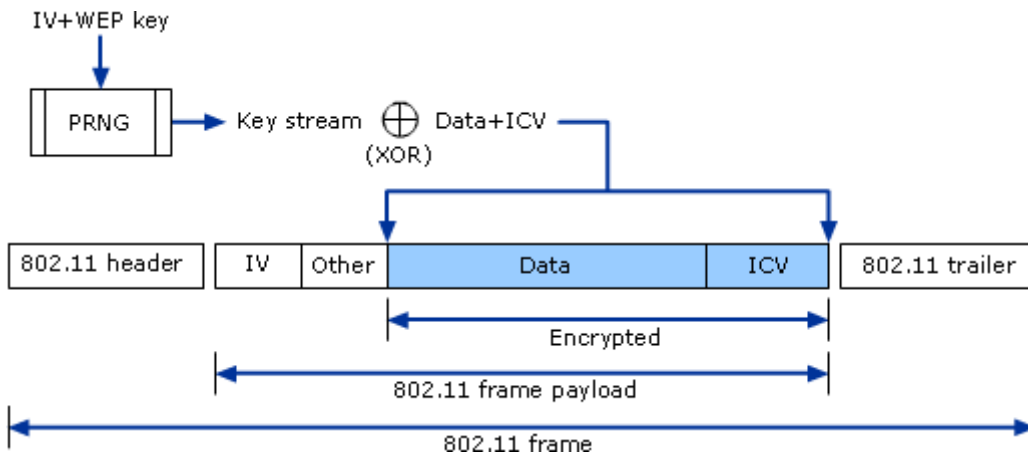 IV+WEP key
PRNG
Key stream
Data+ICV
(XOR)
802.11 header
IV
Other
Data
ICV
802.11 trailer
Encrypted
802.11 frame payload
802.11 frame